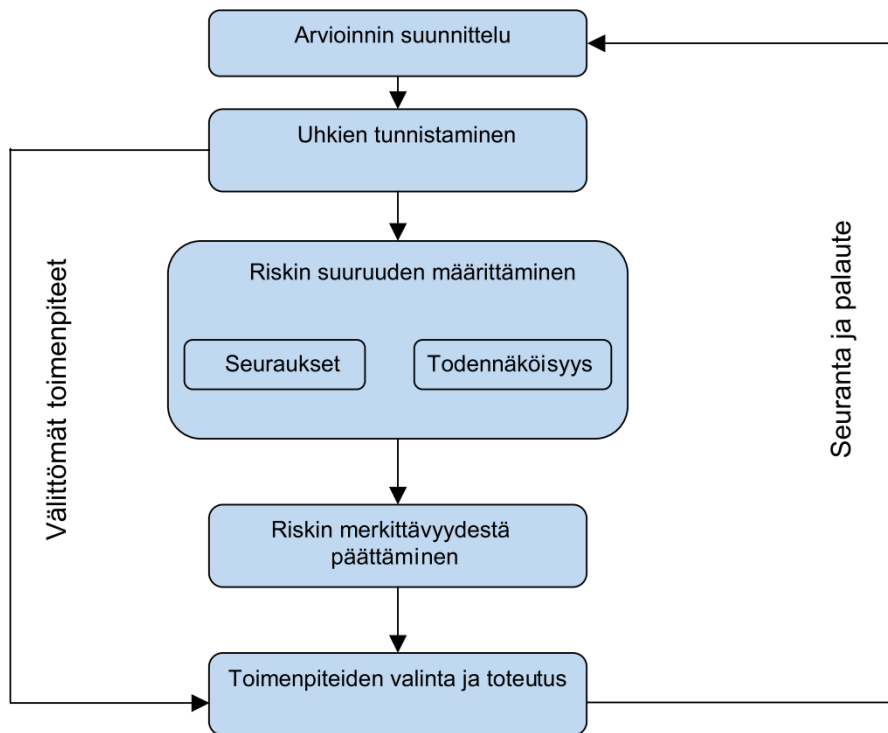 Arvioinnin suunnittelu
Uhkien tunnistaminen
Välittömät toimenpiteet
Riskin suuruuden määrittäminen
Seuraukset
Todennäköisyys
Seuranta ja palaute
Riskin merkittävyydestä
päättäminen
Toimenpiteiden valinta ja toteutus